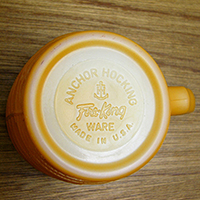 ANCHOR HOCKING
Fire-King
WARE
MADE IN U.S.A.